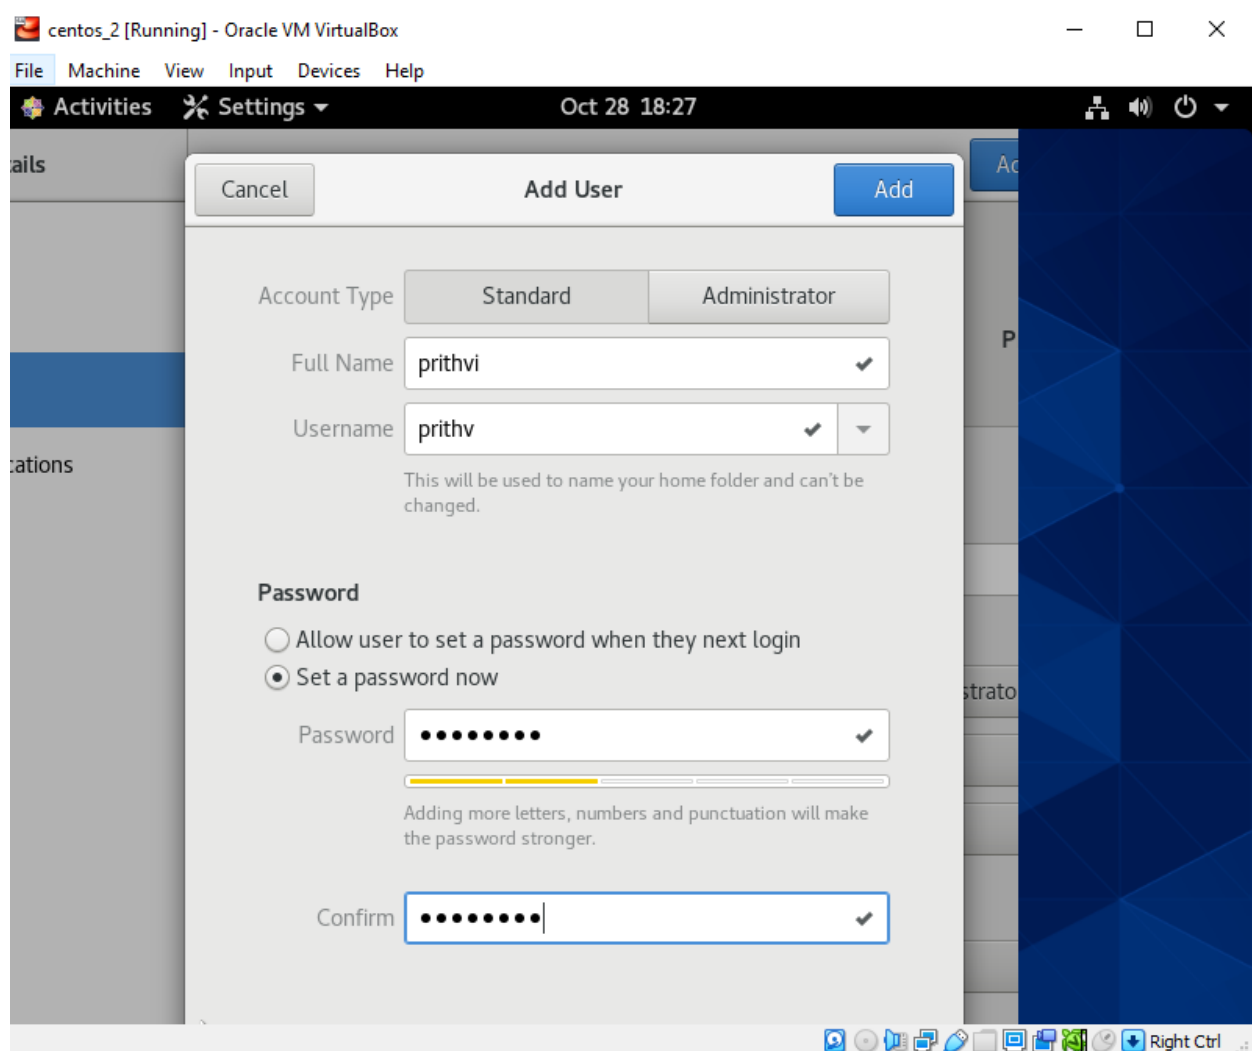 centos_2 [Running] - Oracle VM VirtualBox
File Machine View Input Devices Help
Activities Settings Oct 28 18:27
ails
Cancel Add User Add Ad
Account Type Standard Administrator
Full Name prithvi
P
Username prithv
cations
This will be used to name your home folder and can't be
changed.
Password
Allow user to set a password when they next login
Set a password now
strato
Password ••••••••
Adding more letters, numbers and punctuation will make
the password stronger.
Confirm ••••••••
Right Ctrl